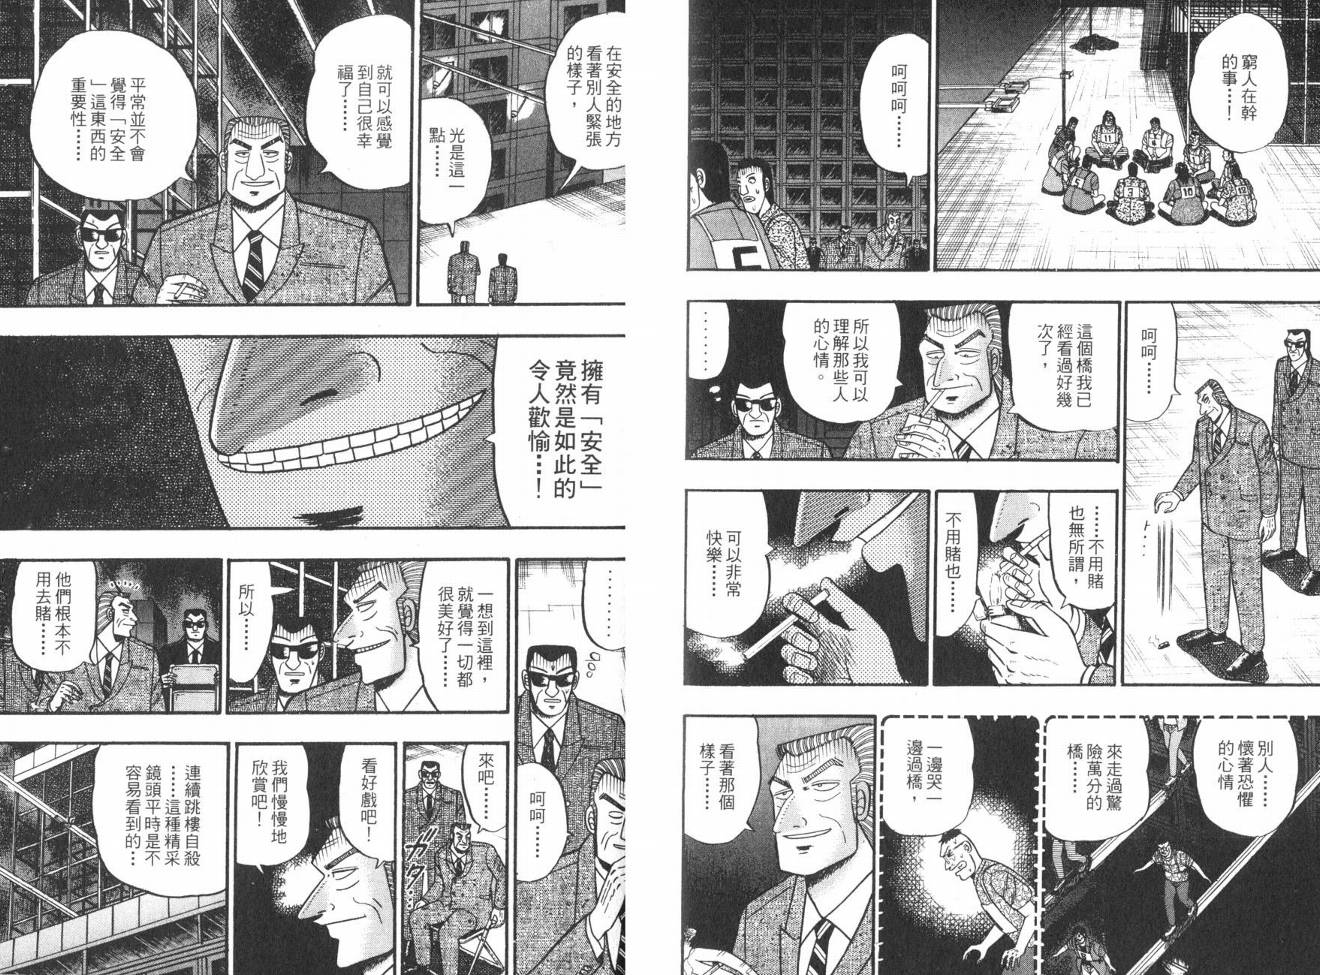 窮人在幹
的事…！
呵呵呵……
呵呵……
這個橋我已
經看過好幾
次了，
所以我可以
理解那些人
的心情。
………
……不用賭
也無所謂，
不用賭也…
可以非常
快樂……
別人……
懷著恐懼
的心情
來走過驚
險萬分的
橋……
一邊哭一
邊過橋，
看著那個
樣子……
在安全的地方
看著別人緊張
的樣子，
光是這一
點……
就可以感覺
到自己很幸
福了……
平常並不會
覺得「安全
」這東西的
重要性……
擁有「安全」
竟然是如此的
令人歡愉……！
………
呵呵……
一想到這裡，
就覺得一切都
很美好了……
所以……
他們根本不
用去賭……
來吧……
ガタ
ガタ…
看好戲吧！
我們慢慢地
欣賞吧！
連續跳樓自殺
……這種精采
鏡頭平時是不
容易看到的…